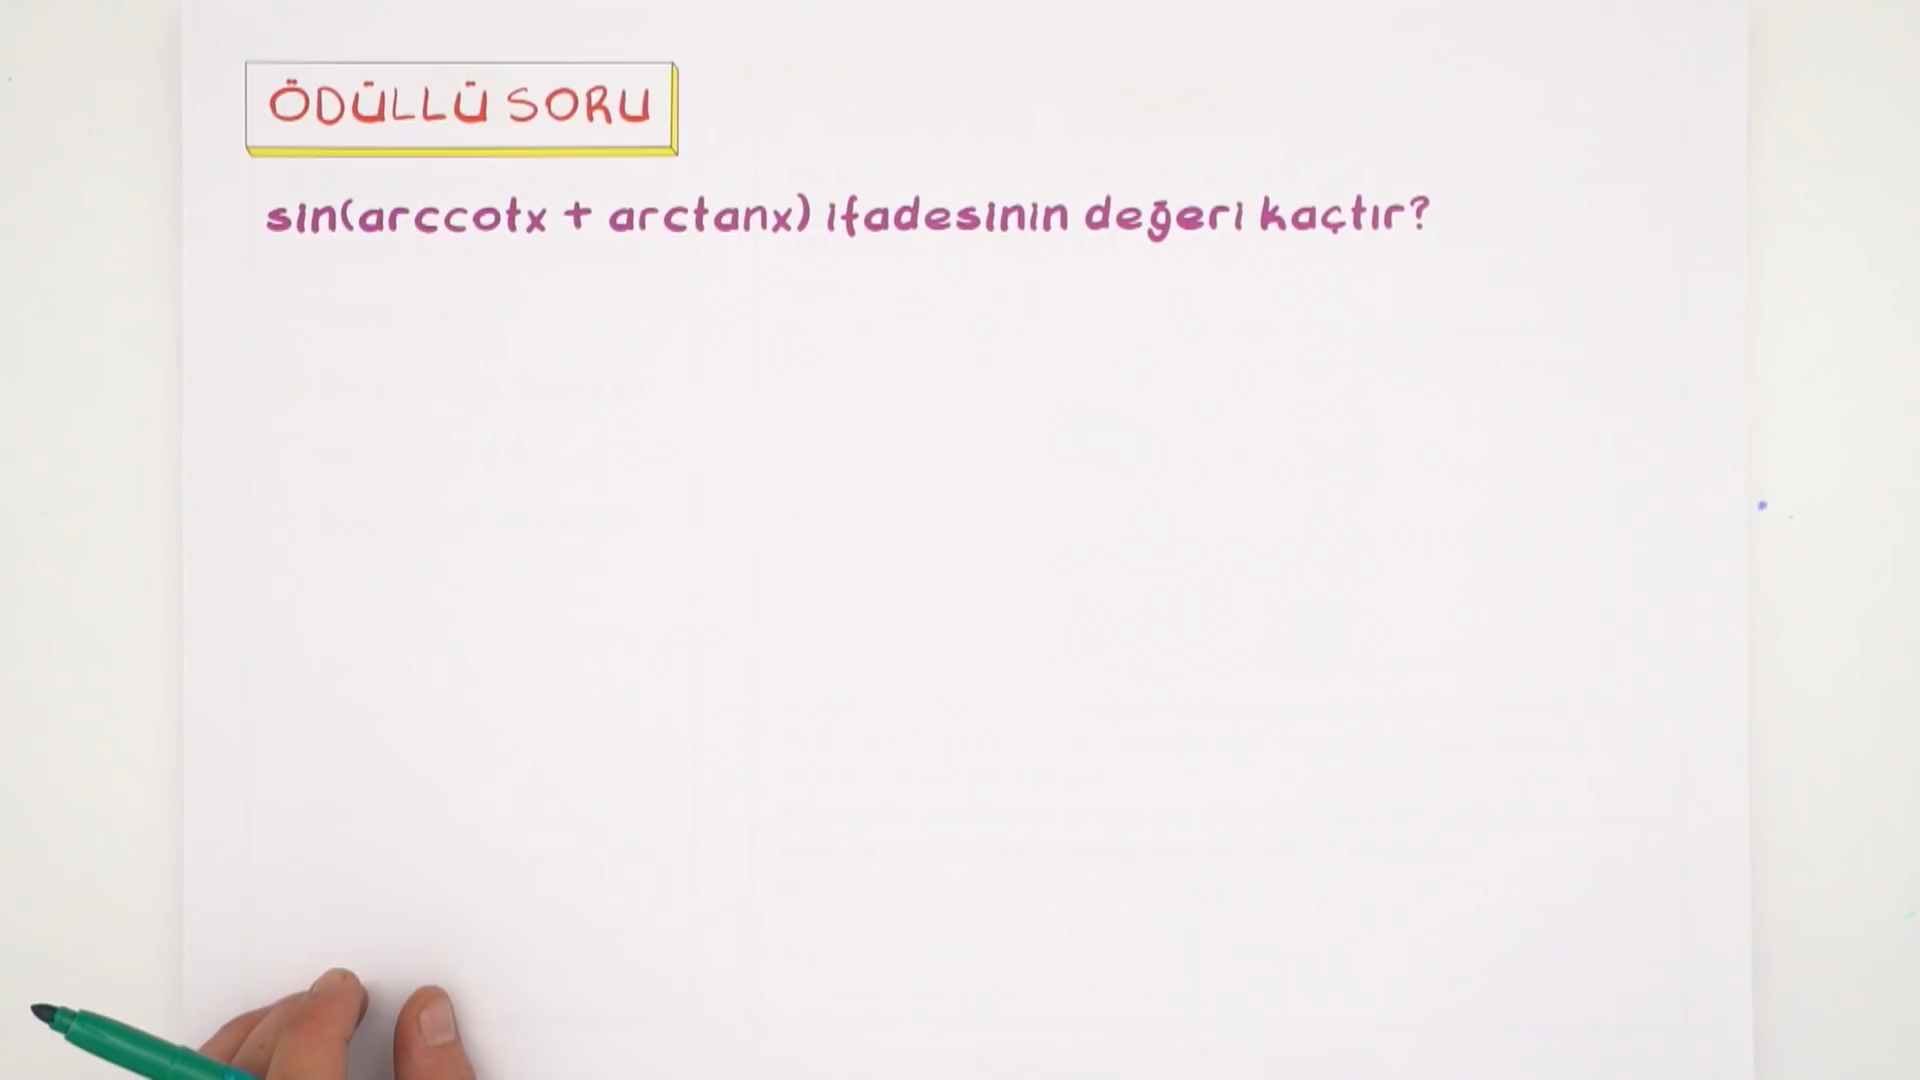 ÖDÜLLÜ SORU
sin(arccotx + arctanx) ifadesinin değeri kaçtır?